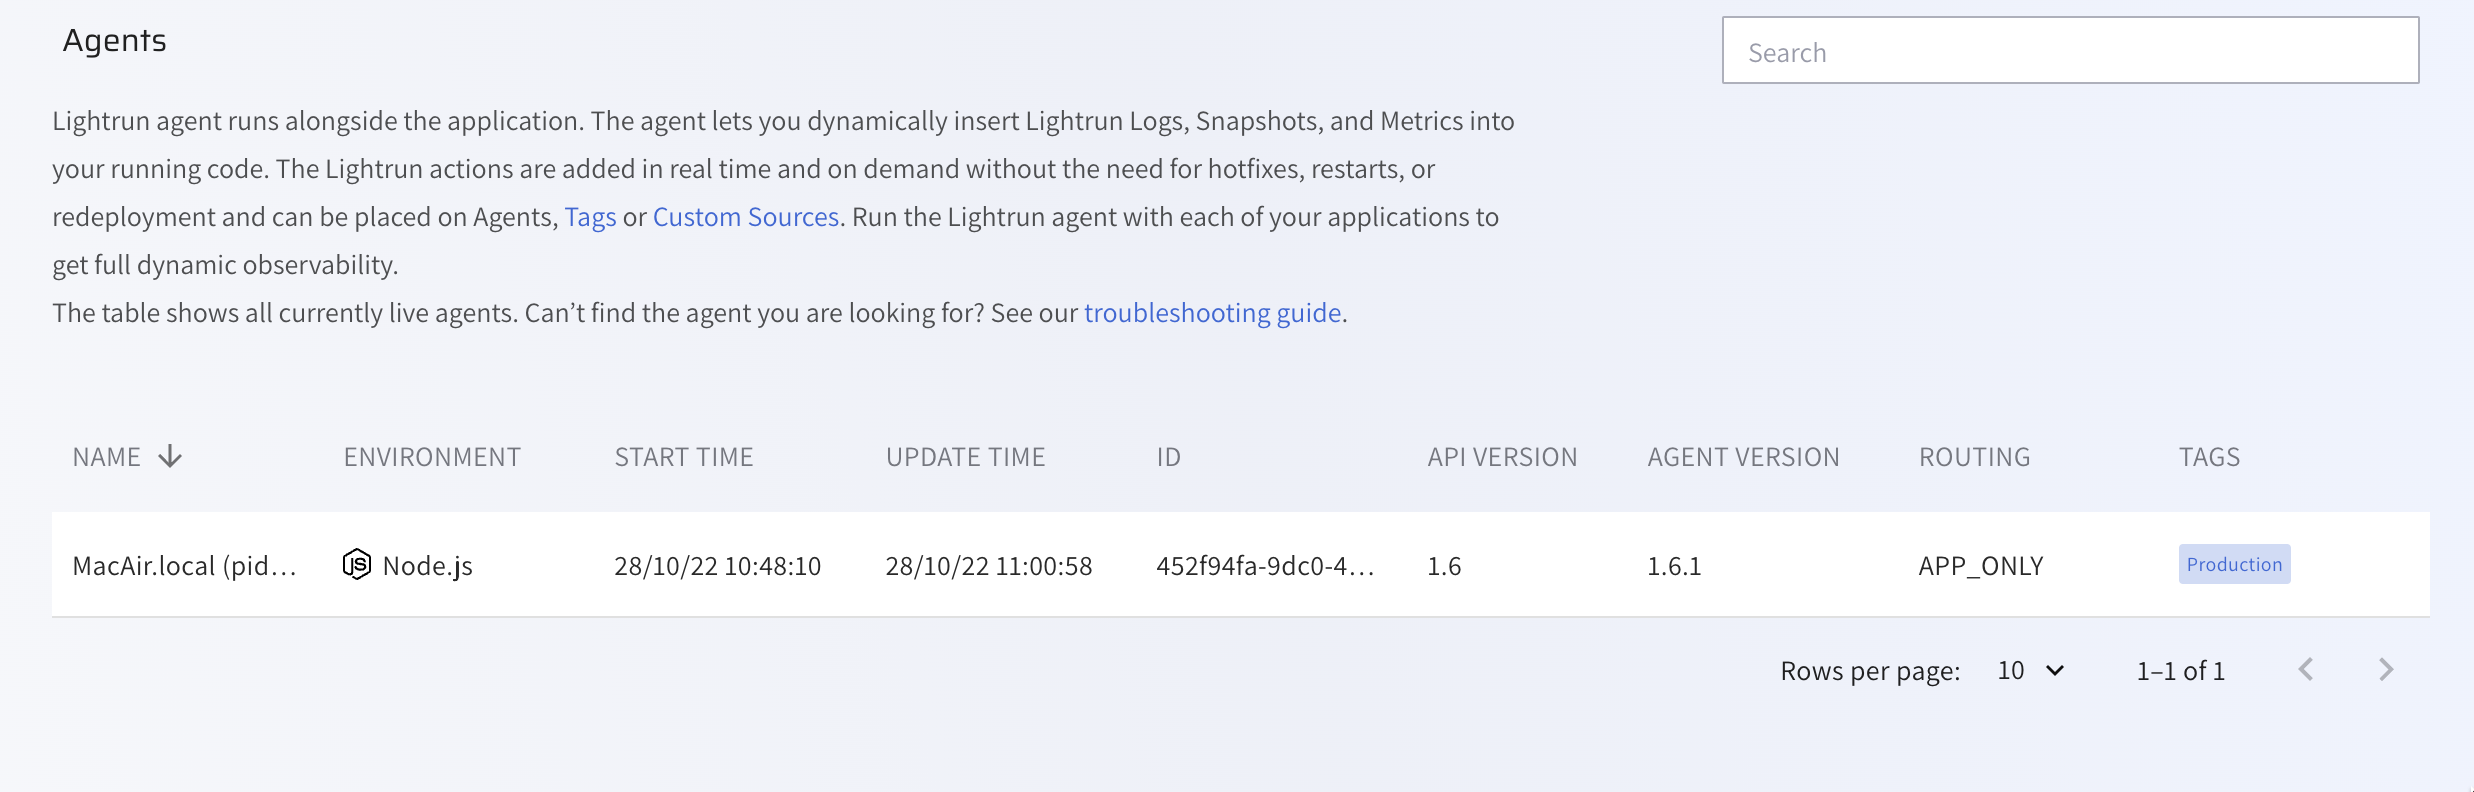 Agents
Search
Lightrun agent runs alongside the application. The agent lets you dynamically insert Lightrun Logs, Snapshots, and Metrics into
your running code. The Lightrun actions are added in real time and on demand without the need for hotfixes, restarts, or
redeployment and can be placed on Agents, Tags or Custom Sources. Run the Lightrun agent with each of your applications to
get full dynamic observability.
The table shows all currently live agents. Can’t find the agent you are looking for? See our troubleshooting guide.
NAME ENVIRONMENT START TIME UPDATE TIME ID API VERSION AGENT VERSION ROUTING TAGS
MacAir.local (pid… JS Node.js 28/10/22 10:48:10 28/10/22 11:00:58 452f94fa-9dc0-4… 1.6 1.6.1 APP_ONLY Production
Rows per page: 10 1–1 of 1